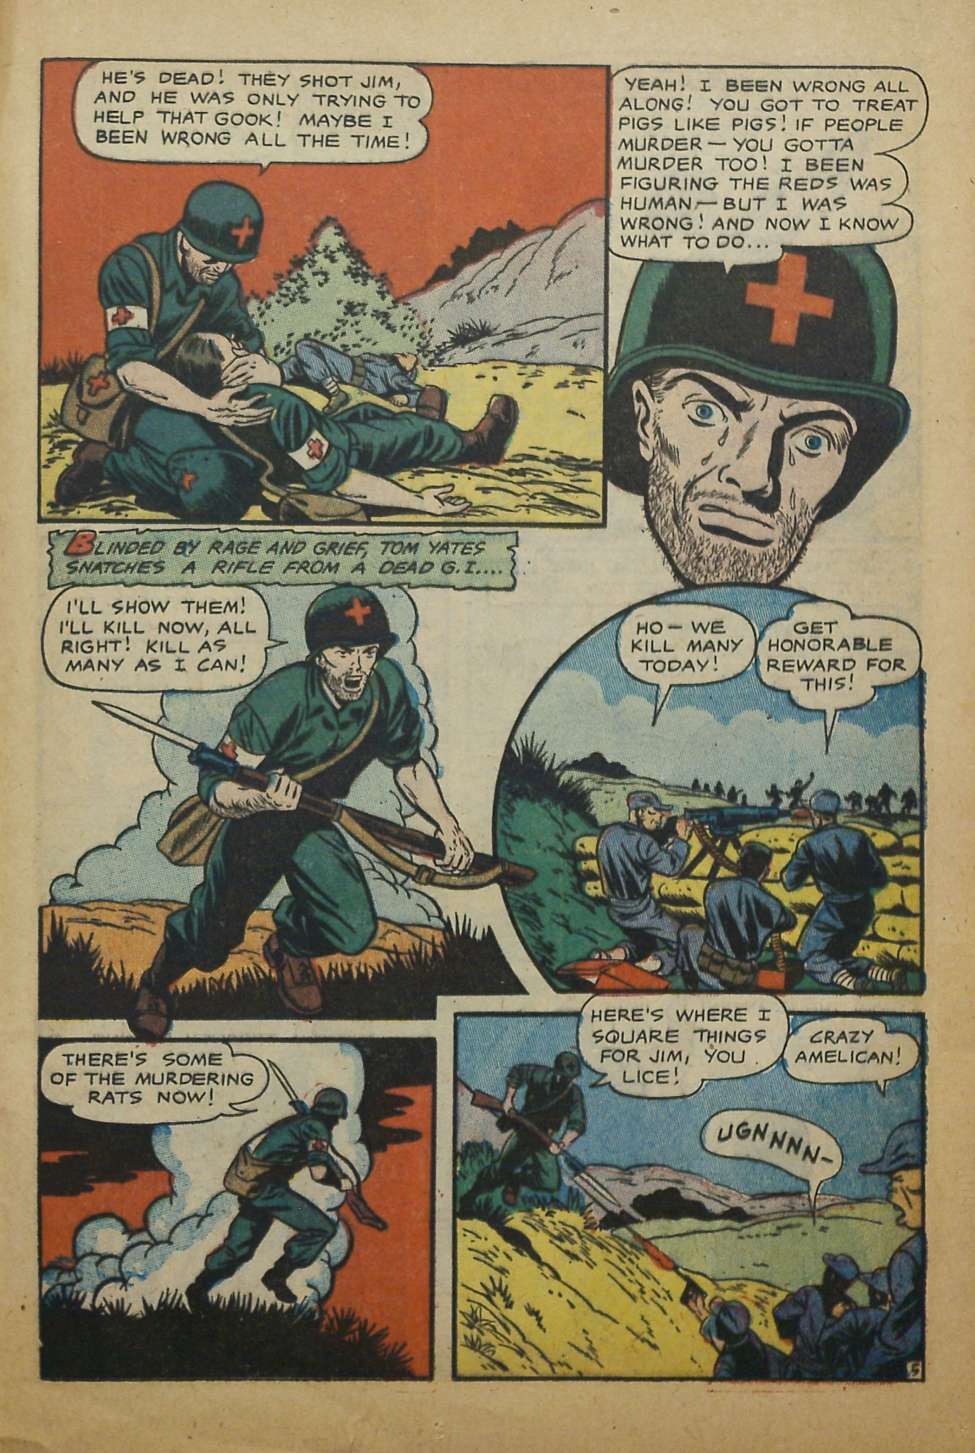 HE'S DEAD! THEY SHOT JIM,
AND HE WAS ONLY TRYING TO
HELP THAT GOOK! MAYBE I
BEEN WRONG ALL THE TIME!
YEAH! I BEEN WRONG ALL
ALONG! YOU GOT TO TREAT
PIGS LIKE PIGS! IF PEOPLE
MURDER—YOU GOTTA
MURDER TOO! I BEEN
FIGURING THE REDS WAS
HUMAN—BUT I WAS
WRONG! AND NOW I KNOW
WHAT TO DO...
BLINDED BY RAGE AND GRIEF, TOM YATES
SNATCHES A RIFLE FROM A DEAD G.I....
I'LL SHOW THEM!
I'LL KILL NOW, ALL
RIGHT! KILL AS
MANY AS I CAN!
HO—WE
KILL MANY
TODAY!
GET
HONORABLE
REWARD FOR
THIS!
THERE'S SOME
OF THE MURDERING
RATS NOW!
HERE'S WHERE I
SQUARE THINGS
FOR JIM, YOU
LICE!
CRAZY
AMELICAN!
UGNNNN-
5